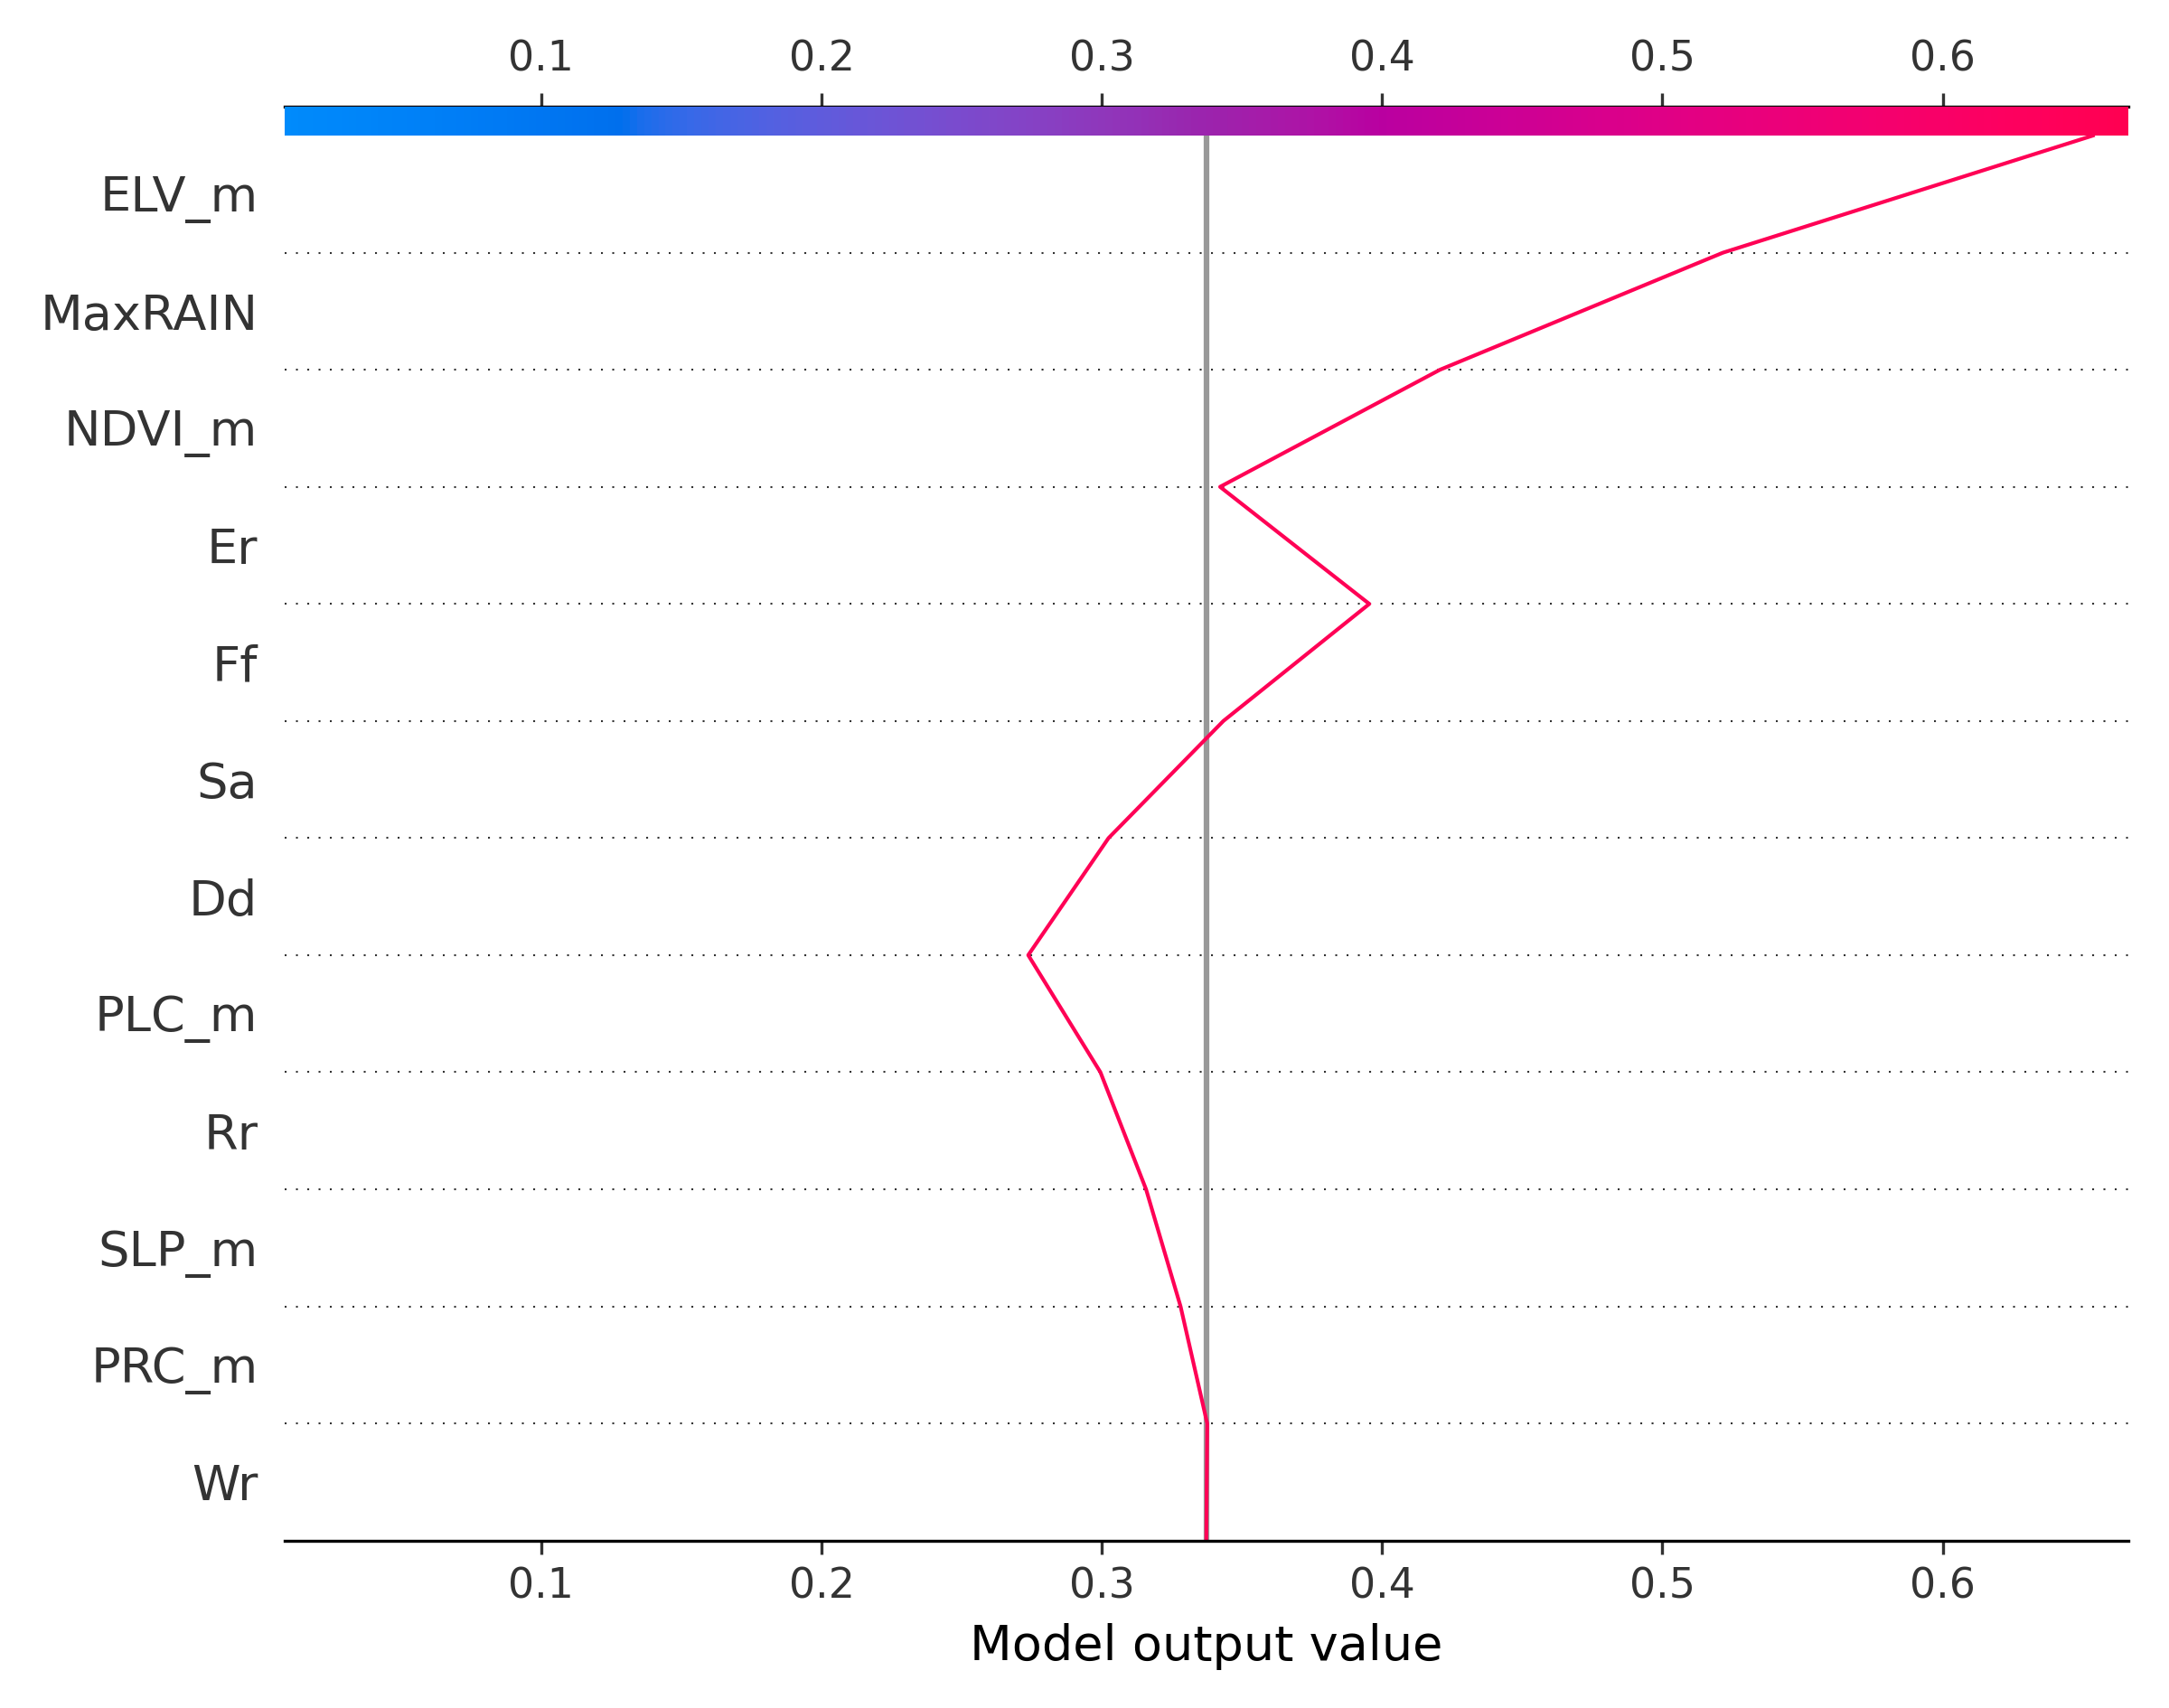 0.1 0.2 0.3 0.4 0.5 0.6
ELV_m
MaxRAIN
NDVI_m
Er
Ff
Sa
Dd
PLC_m
Rr
SLP_m
PRC_m
Wr
0.1 0.2 0.3 0.4 0.5 0.6
Model output value